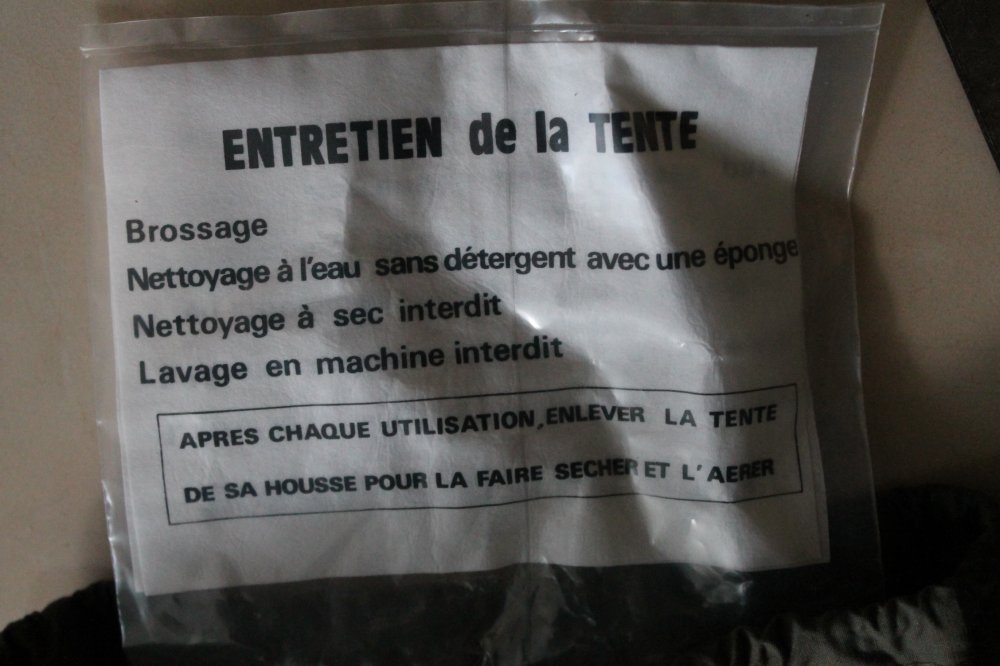 ENTRETIEN de la TENTE
Brossage
Nettoyage à l'eau sans détergent avec une éponge
Nettoyage à sec interdit
Lavage en machine interdit
APRES CHAQUE UTILISATION, ENLEVER LA TENTE
DE SA HOUSSE POUR LA FAIRE SECHER ET L'AERER